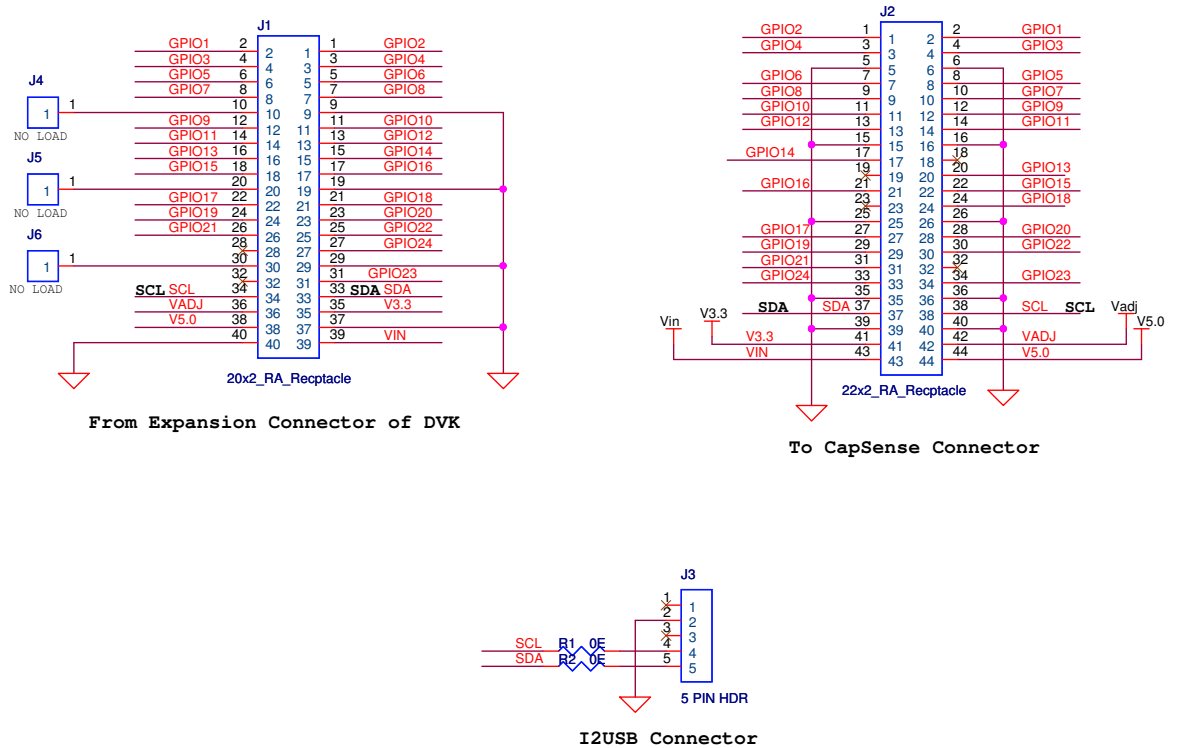 J1
GPIO1 2 2 1 1 GPIO2
GPIO3 4 4 3 3 GPIO4
GPIO5 6 6 5 5 GPIO6
GPIO7 8 8 7 7 GPIO8
J4
1 1 10 10 9 9
NO LOAD
GPIO9 12 12 11 11 GPIO10
GPIO11 14 14 13 13 GPIO12
GPIO13 16 16 15 15 GPIO14
GPIO15 18 18 17 17 GPIO16
J5
1 1 20 20 19 19
NO LOAD
GPIO17 22 22 21 21 GPIO18
GPIO19 24 24 23 23 GPIO20
GPIO21 26 26 25 25 GPIO22
28 28 27 27 GPIO24
J6
1 1 30 30 29 29
NO LOAD
32 32 31 31 GPIO23
SCL SCL 34 34 33 33 SDA SDA
VADJ 36 36 35 35 V3.3
V5.0 38 38 37 37
40 40 39 39 VIN
20x2_RA_Recptacle
From Expansion Connector of DVK
J2
GPIO2 1 1 2 2 GPIO1
GPIO4 3 3 4 4 GPIO3
5 5 6 6
GPIO6 7 7 8 8 GPIO5
GPIO8 9 9 10 10 GPIO7
GPIO10 11 11 12 12 GPIO9
GPIO12 13 13 14 14 GPIO11
15 15 16 16
GPIO14 17 17 18 18
19 19 20 20 GPIO13
GPIO16 21 21 22 22 GPIO15
23 23 24 24 GPIO18
25 25 26 26
GPIO17 27 27 28 28 GPIO20
GPIO19 29 29 30 30 GPIO22
GPIO21 31 31 32 32
GPIO24 33 33 34 34 GPIO23
35 35 36 36
SDA SDA 37 37 38 38 SCL SCL
Vin V3.3 39 39 40 40 Vadj V5.0
V3.3 41 41 42 42 VADJ
VIN 43 43 44 44 V5.0
22x2_RA_Recptacle
To CapSense Connector
J3
1 1
2 2
3 3
SCL R1 0E 4 4
SDA R2 0E 5 5
5 PIN HDR
I2USB Connector